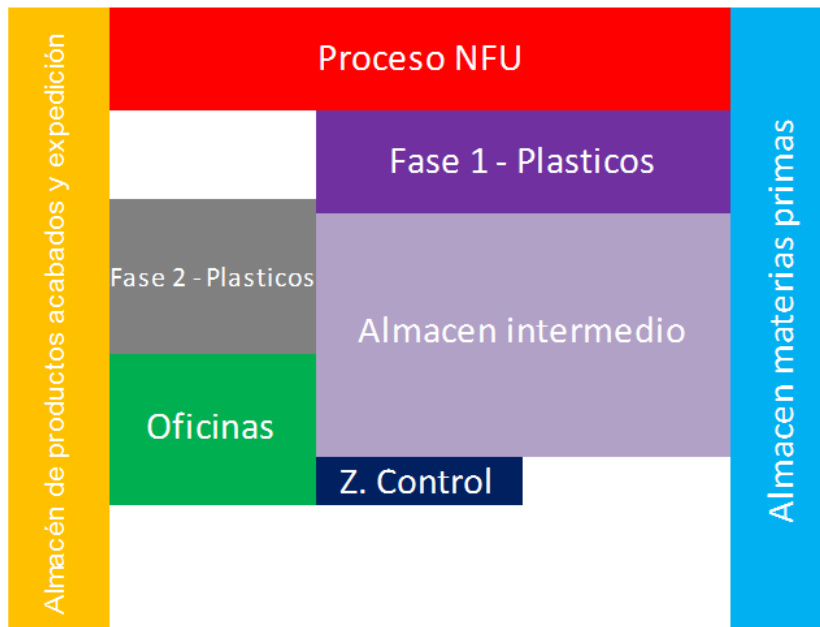 Almacén de productos acabados y expedición
Proceso NFU
Fase 1 - Plasticos
Fase 2 - Plasticos
Almacen intermedio
Oficinas
Z. Control
Almacen materias primas